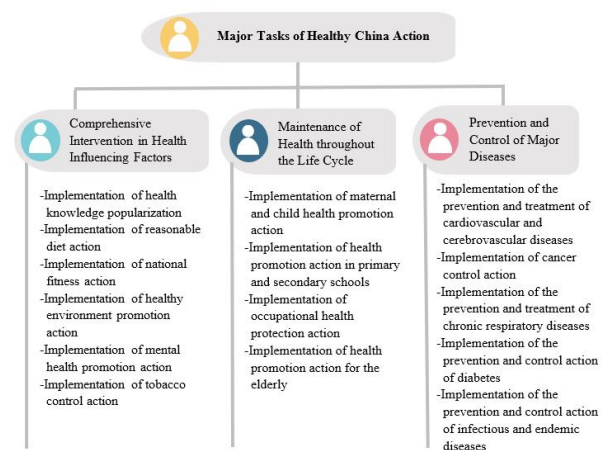 Major Tasks of Healthy China Action
Comprehensive
Intervention in Health
Influencing Factors
-Implementation of health
knowledge popularization
-Implementation of reasonable
diet action
-Implementation of national
fitness action
-Implementation of healthy
environment promotion
action
-Implementation of mental
health promotion action
-Implementation of tobacco
control action
Maintenance of
Health throughout
the Life Cycle
-Implementation of maternal
and child health promotion
action
-Implementation of health
promotion action in primary
and secondary schools
-Implementation of
occupational health
protection action
-Implementation of health
promotion action for the
elderly
Prevention and
Control of Major
Diseases
-Implementation of the
prevention and treatment of
cardiovascular and
cerebrovascular diseases
-Implementation of cancer
control action
-Implementation of the
prevention and treatment of
chronic respiratory diseases
-Implementation of the
prevention and control action
of diabetes
-Implementation of the
prevention and control action
of infectious and endemic
diseases